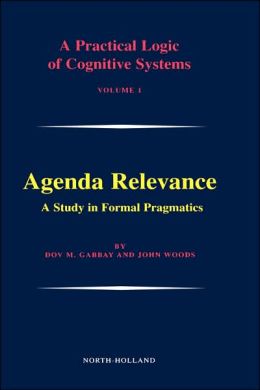 A Practical Logic
of Cognitive Systems
VOLUME 1
Agenda Relevance
A Study in Formal Pragmatics
BY
DOV M. GABBAY AND JOHN WOODS
NORTH-HOLLAND